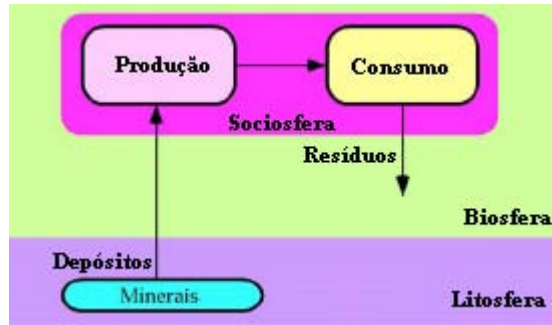 Produção
Consumo
Sociosfera
Resíduos
Biosfera
Depósitos
Minerais
Litosfera